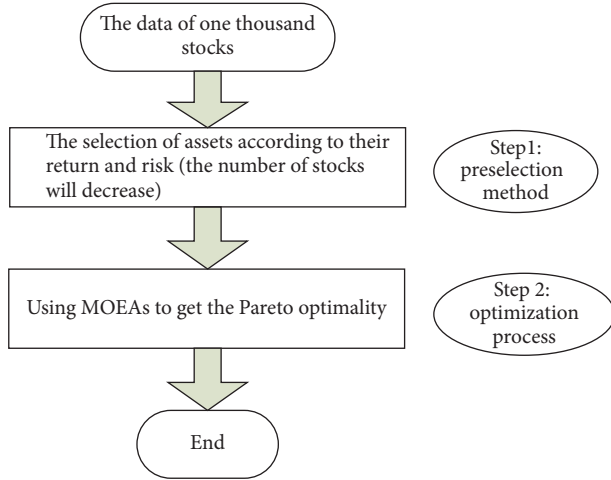 The data of one thousand
stocks
The selection of assets according to their
return and risk (the number of stocks
will decrease)
Step1:
preselection
method
Using MOEAs to get the Pareto optimality
Step 2:
optimization
process
End